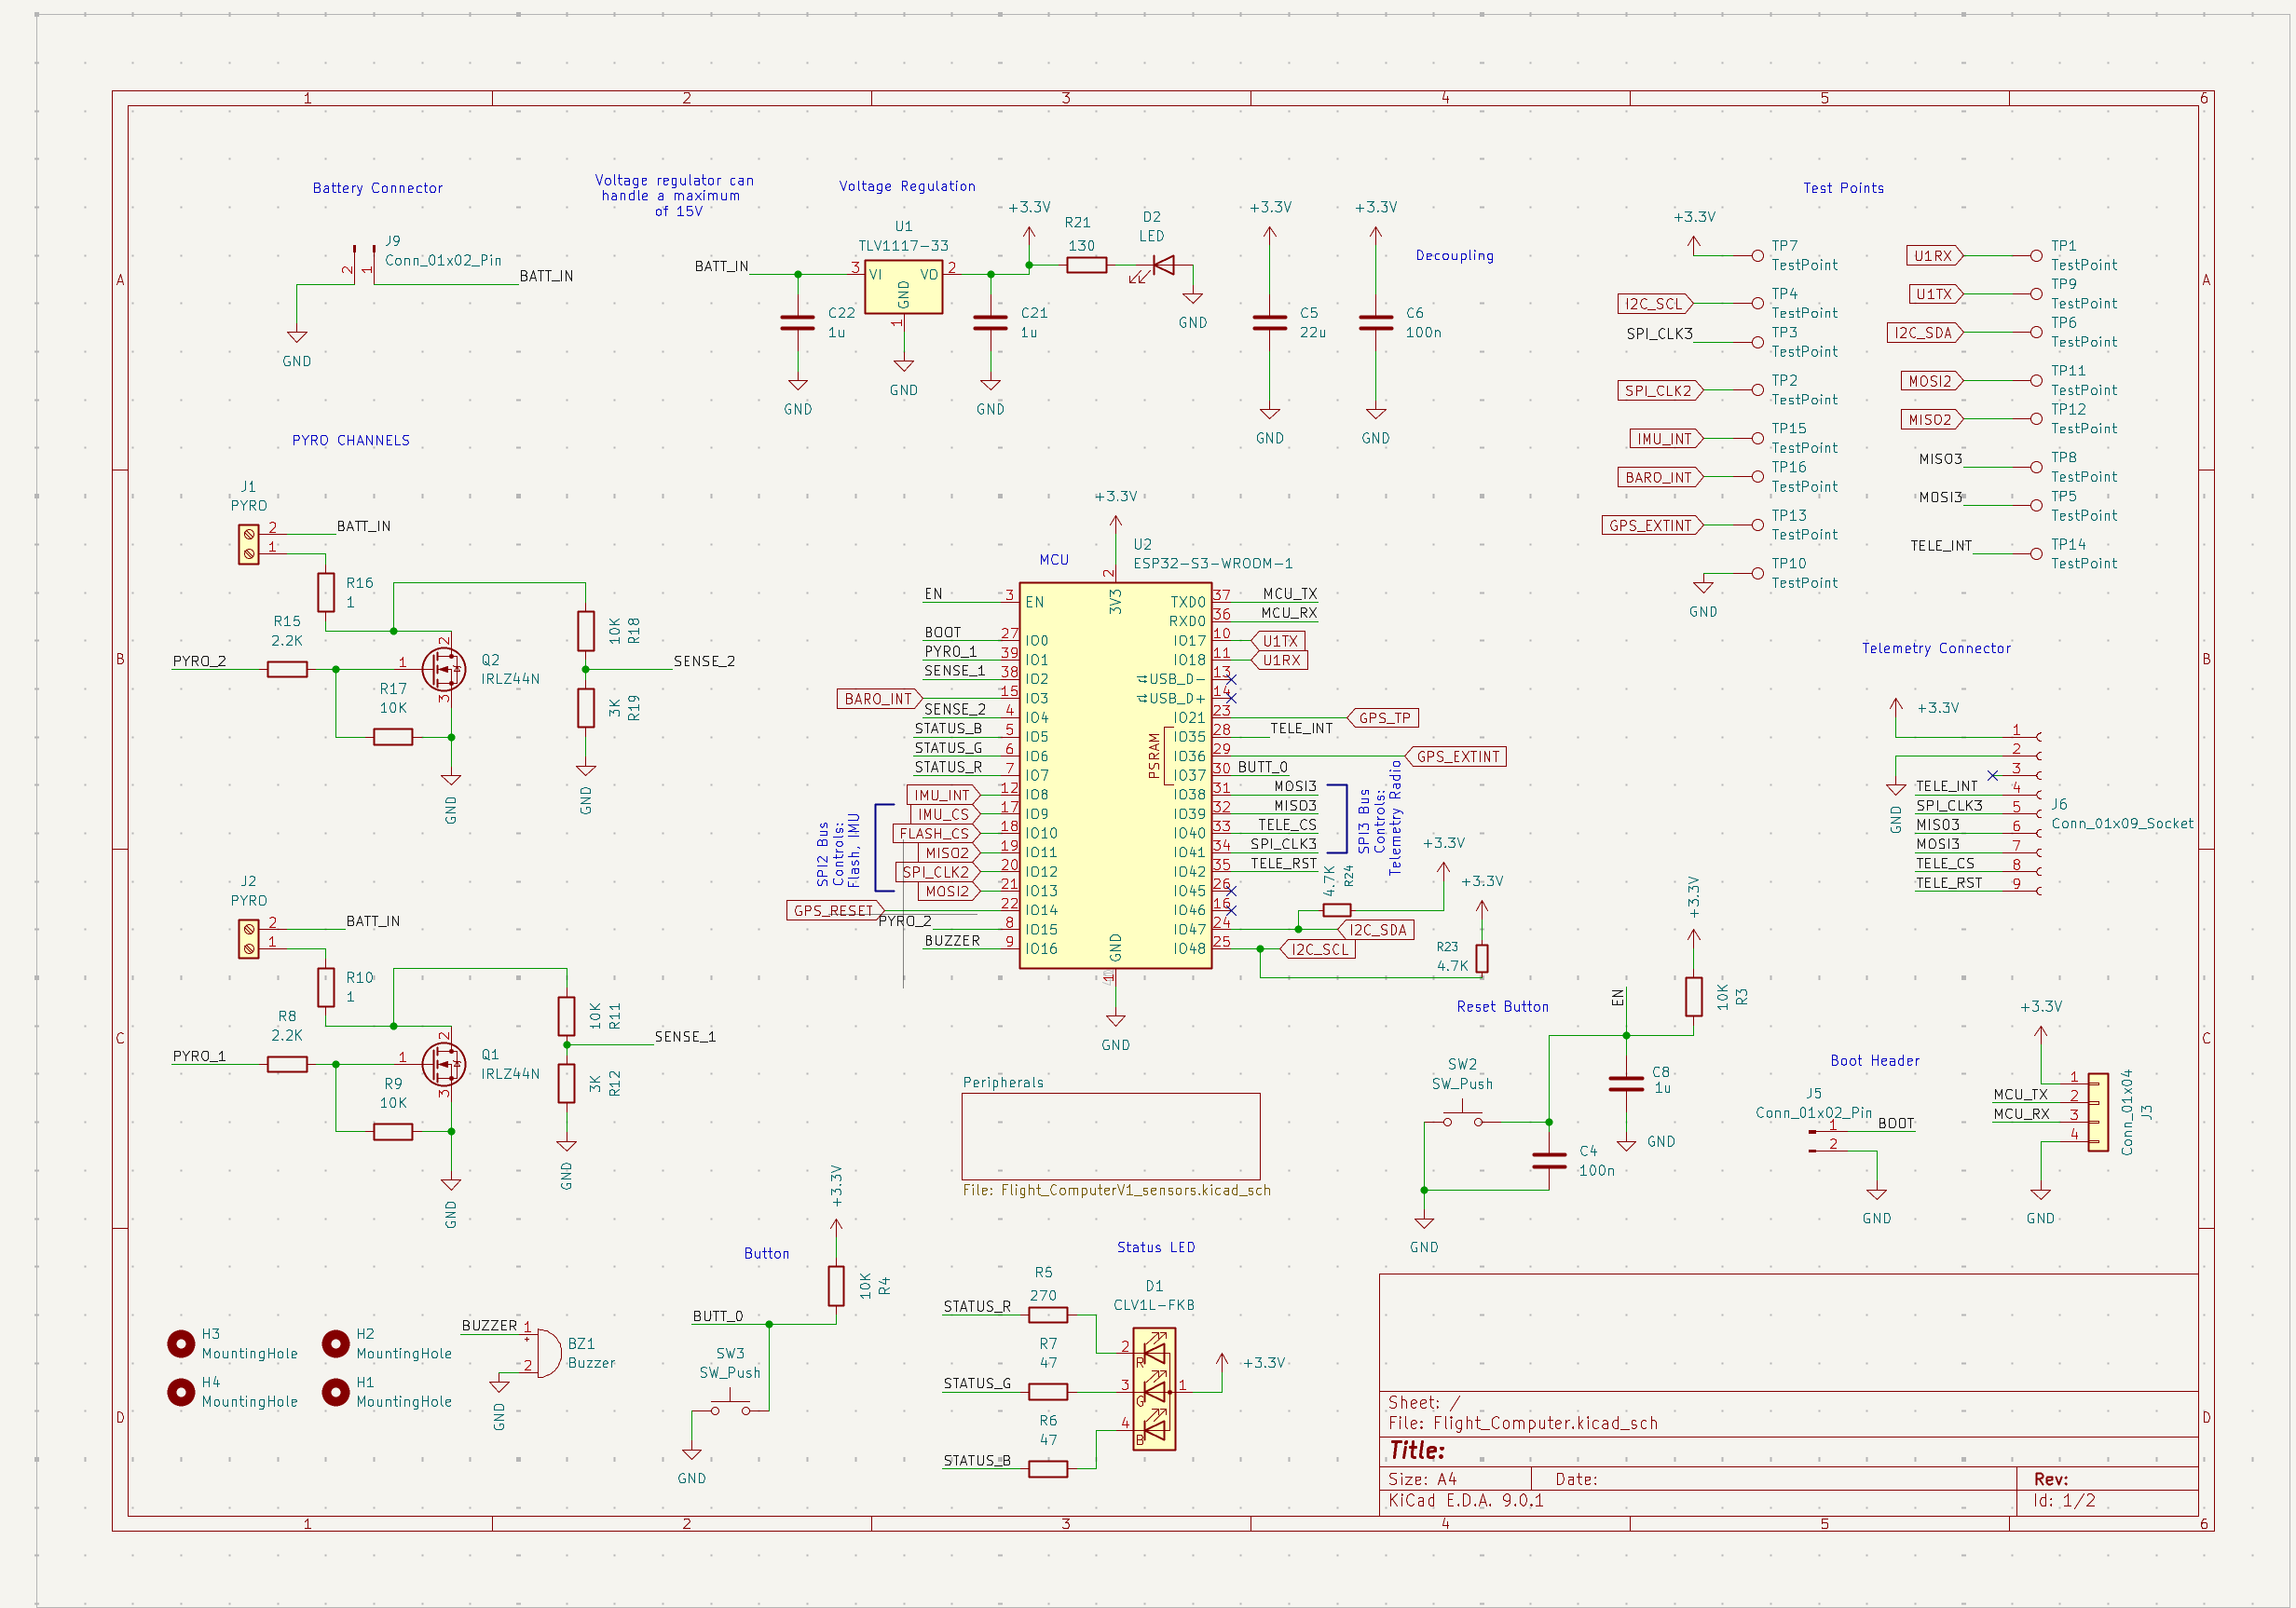 1 2 3 4 5 6
A
B
C
D
Battery Connector
J9
Conn_01x02_Pin
2
1
BATT_IN
GND
Voltage regulator can
handle a maximum
of 15V
Voltage Regulation
BATT_IN
U1
TLV1117-33
3 VI
VO 2
GND
1
GND
C22
1u
GND
C21
1u
GND
+3.3V
R21
130
D2
LED
GND
+3.3V
C5
22u
GND
+3.3V
C6
100n
GND
Decoupling
Test Points
+3.3V
TP7
TestPoint
I2C_SCL
TP4
TestPoint
SPI_CLK3
TP3
TestPoint
SPI_CLK2
TP2
TestPoint
IMU_INT
TP15
TestPoint
BARO_INT
TP16
TestPoint
GPS_EXTINT
TP13
TestPoint
TP10
TestPoint
GND
U1RX
TP1
TestPoint
U1TX
TP9
TestPoint
I2C_SDA
TP6
TestPoint
MOSI2
TP11
TestPoint
MISO2
TP12
TestPoint
MISO3
TP8
TestPoint
MOSI3
TP5
TestPoint
TELE_INT
TP14
TestPoint
PYRO CHANNELS
J1
PYRO
2
1
BATT_IN
R16
1
R15
2.2K
PYRO_2
R17
10K
1
2
3
Q2
IRLZ44N
GND
10K
R18
SENSE_2
3K
R19
GND
J2
PYRO
2
1
BATT_IN
R10
1
R8
2.2K
PYRO_1
R9
10K
1
2
3
Q1
IRLZ44N
GND
10K
R11
SENSE_1
3K
R12
GND
MCU
+3.3V
U2
ESP32-S3-WROOM-1
2
3V3
EN 3 EN
BOOT 27 IO0
PYRO_1 39 IO1
SENSE_1 38 IO2
BARO_INT 15 IO3
SENSE_2 4 IO4
STATUS_B 5 IO5
STATUS_G 6 IO6
STATUS_R 7 IO7
IMU_INT 12 IO8
IMU_CS 17 IO9
FLASH_CS 18 IO10
MISO2 19 IO11
SPI_CLK2 20 IO12
MOSI2 21 IO13
GPS_RESET 22 IO14
PYRO_2 8 IO15
BUZZER 9 IO16
SPI2 Bus
Controls:
Flash, IMU
TXD0 37 MCU_TX
RXD0 36 MCU_RX
IO17 10 U1TX
IO18 11 U1RX
USB_D- 13
USB_D+ 14
IO21 23 GPS_TP
IO35 28 TELE_INT
IO36 29 GPS_EXTINT
IO37 30 BUTT_0
IO38 31 MOSI3
IO39 32 MISO3
IO40 33 TELE_CS
IO41 34 SPI_CLK3
IO42 35 TELE_RST
IO45 26
IO46 16
IO47 24 I2C_SDA
IO48 25 I2C_SCL
PSRAM
GND
1
GND
SPI3 Bus
Controls:
Telemetry Radio
4.7K
R24
+3.3V
+3.3V
R23
4.7K
Telemetry Connector
+3.3V
GND
1
2
3
TELE_INT 4
SPI_CLK3 5
MISO3 6
MOSI3 7
TELE_CS 8
TELE_RST 9
J6
Conn_01x09_Socket
Reset Button
EN
+3.3V
10K
R3
SW2
SW_Push
C8
1u
GND
C4
100n
GND
Boot Header
J5
Conn_01x02_Pin
1 BOOT
2
GND
+3.3V
1
MCU_TX 2
MCU_RX 3
4
GND
Conn_01x04
J3
Peripherals
File: Flight_ComputerV1_sensors.kicad_sch
H3
MountingHole
H2
MountingHole
H4
MountingHole
H1
MountingHole
BUZZER 1
+
2
GND
BZ1
Buzzer
Button
+3.3V
10K
R4
BUTT_0
SW3
SW_Push
GND
Status LED
STATUS_R
R5
270
STATUS_G
R7
47
STATUS_B
R6
47
D1
CLV1L-FKB
2 R
3 G
4 B
1
+3.3V
Sheet: /
File: Flight_Computer.kicad_sch
Title:
Size: A4 Date: Rev:
KiCad E.D.A. 9.0.1 Id: 1/2
1 2 3 4 5 6
A
B
C
D